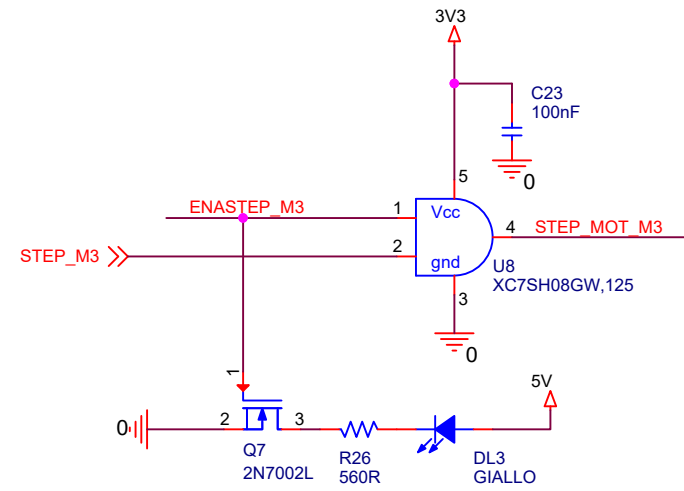 3V3
C23
100nF
0
5
ENASTEP_M3
1
Vcc
4
STEP_MOT_M3
STEP_M3
2
gnd
U8
XC7SH08GW,125
3
0
1
5V
0
2
3
Q7
2N7002L
R26
560R
DL3
GIALLO